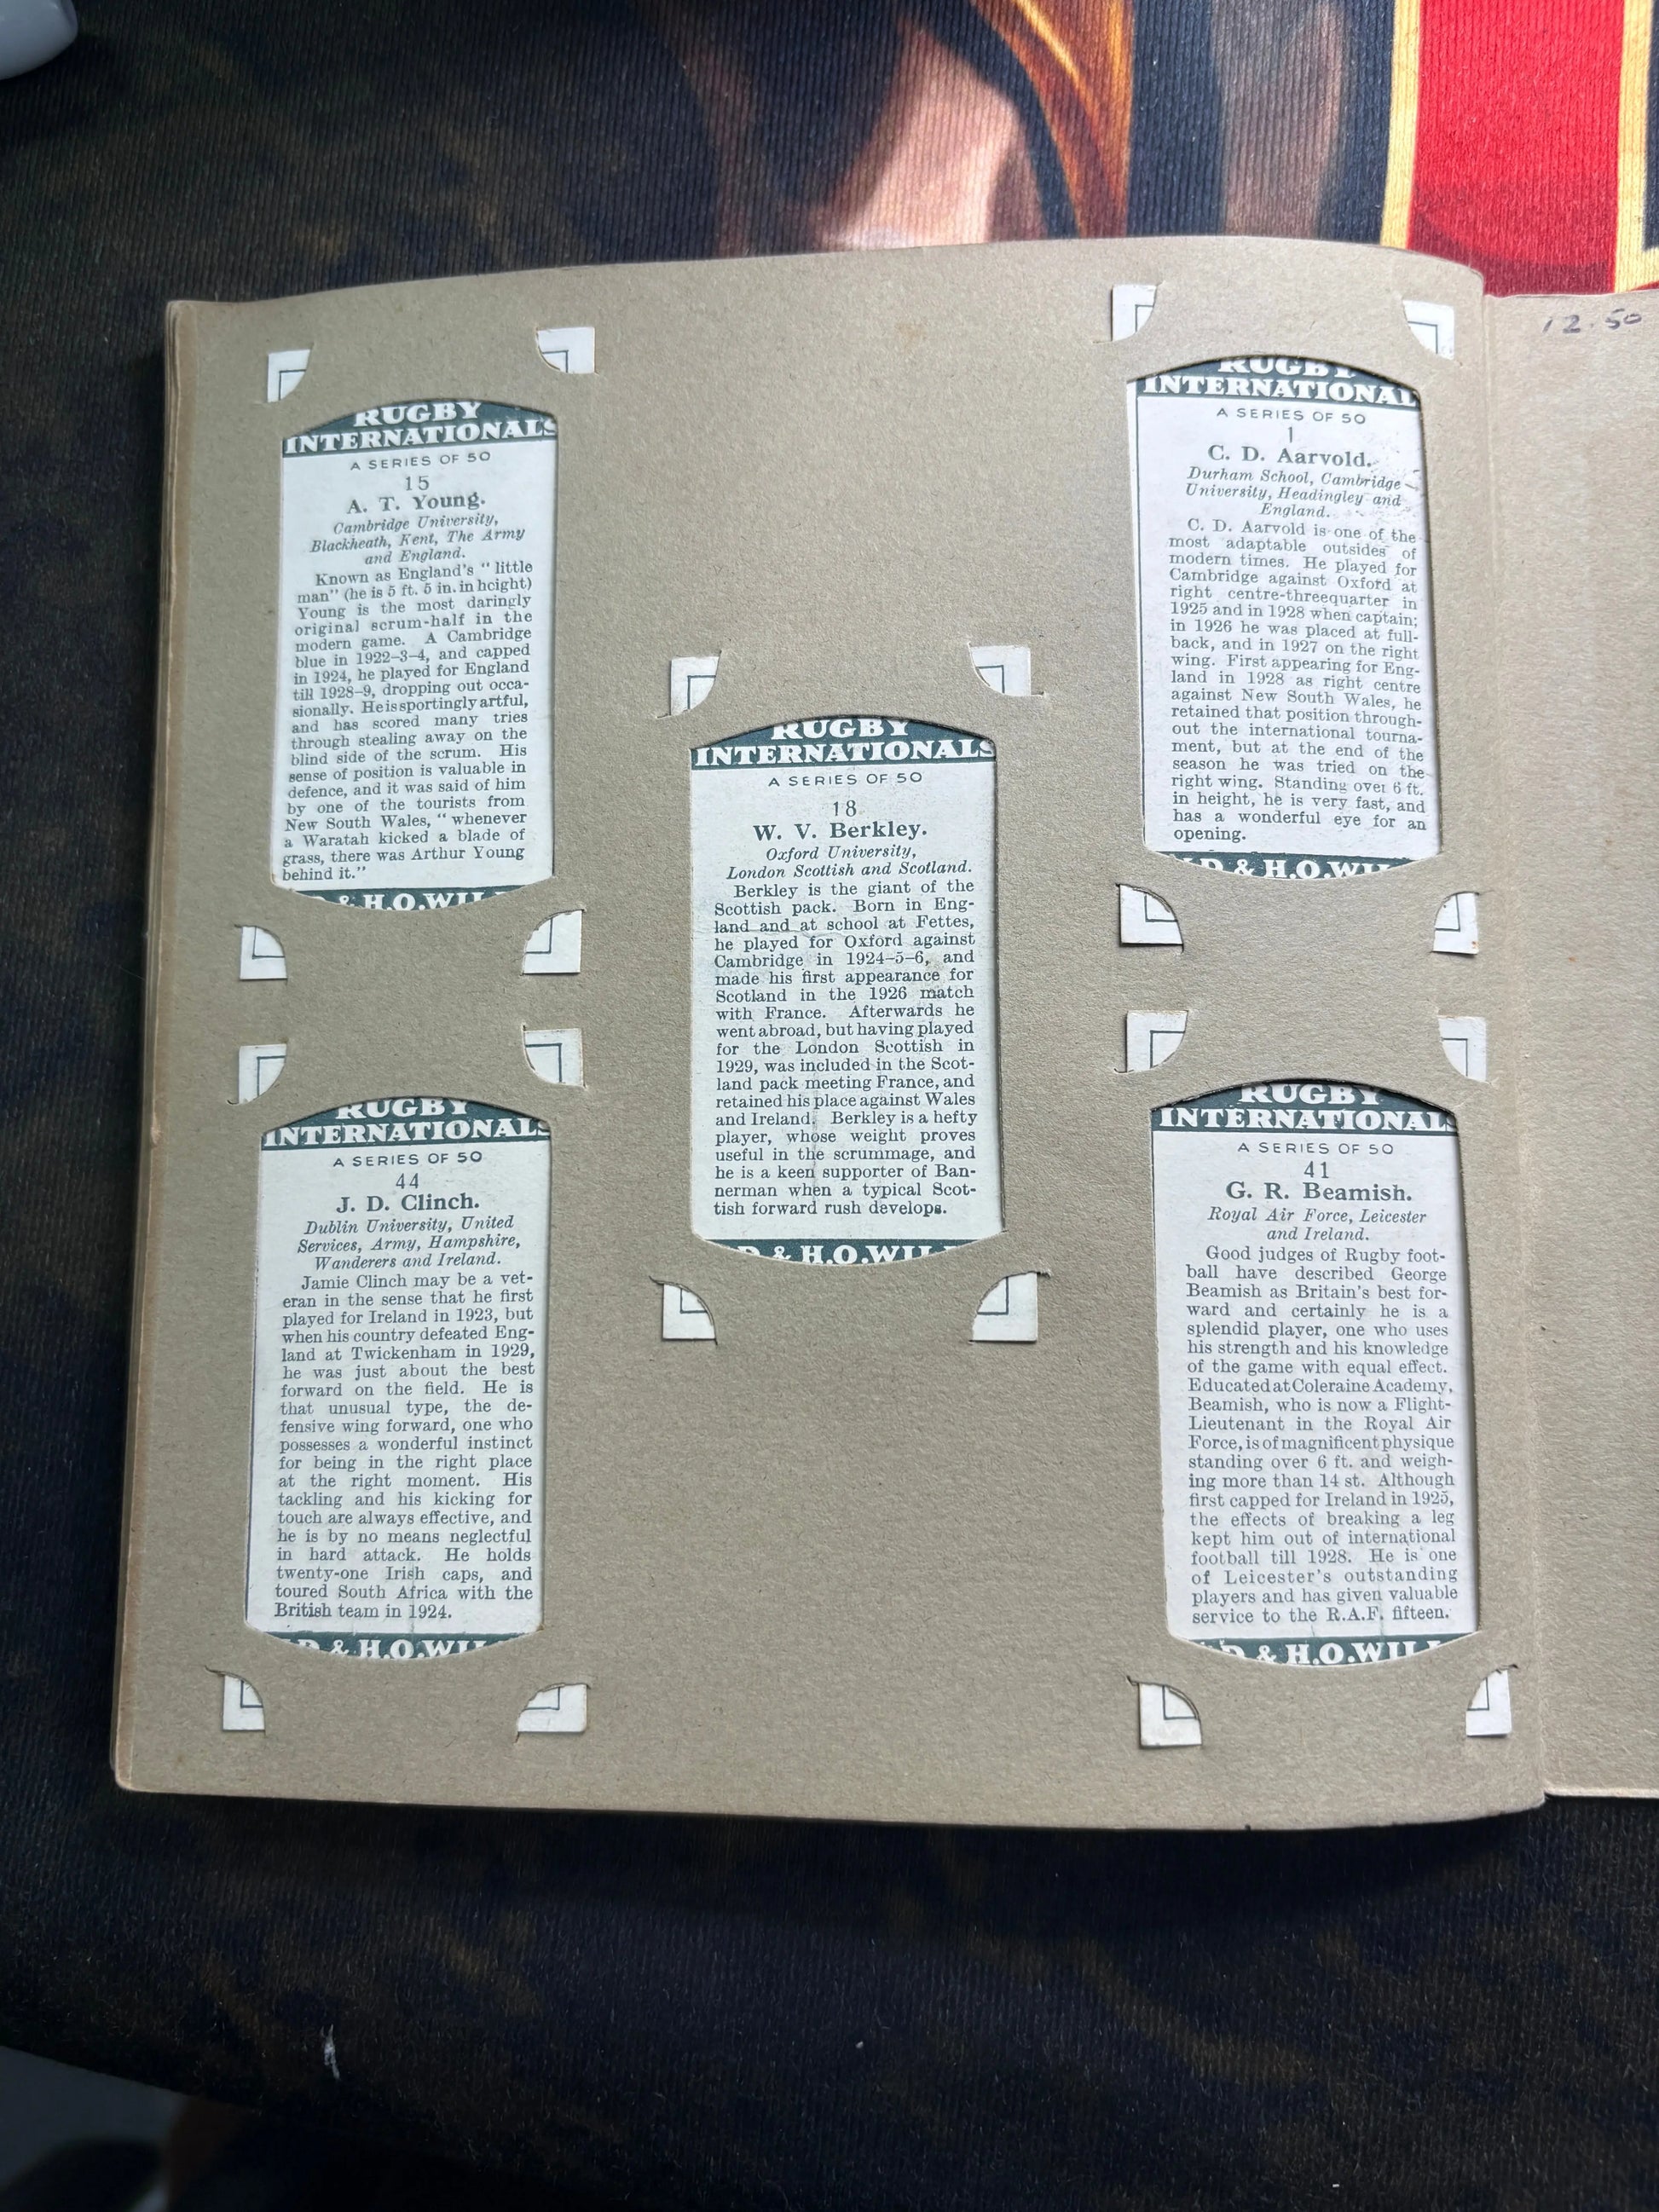 12.50
RUGBY
INTERNATIONALS
A SERIES OF 50
15
A. T. Young.
Cambridge University,
Blackheath, Kent, The Army
and England.
Known as England's " little
man" (he is 5 ft. 5 in. in height)
Young is the most daringly
original scrum-half in the
modern game. A Cambridge
blue in 1922–3–4, and capped
in 1924, he played for England
till 1928–9, dropping out occa-
sionally. He is sportingly artful,
and has scored many tries
through stealing away on the
blind side of the scrum. His
sense of position is valuable in
defence, and it was said of him
by one of the tourists from
New South Wales, " whenever
a Waratah kicked a blade of
grass, there was Arthur Young
behind it."
D & H.O.WILL
RUGBY
INTERNATIONALS
A SERIES OF 50
44
J. D. Clinch.
Dublin University, United
Services, Army, Hampshire,
Wanderers and Ireland.
Jamie Clinch may be a vet-
eran in the sense that he first
played for Ireland in 1923, but
when his country defeated Eng-
land at Twickenham in 1929,
he was just about the best
forward on the field. He is
that unusual type, the de-
fensive wing forward, one who
possesses a wonderful instinct
for being in the right place
at the right moment. His
tackling and his kicking for
touch are always effective, and
he is by no means neglectful
in hard attack. He holds
twenty-one Irish caps, and
toured South Africa with the
British team in 1924.
D & H.O.WILL
RUGBY
INTERNATIONALS
A SERIES OF 50
18
W. V. Berkley.
Oxford University,
London Scottish and Scotland.
Berkley is the giant of the
Scottish pack. Born in Eng-
land and at school at Fettes,
he played for Oxford against
Cambridge in 1924–5–6, and
made his first appearance for
Scotland in the 1926 match
with France. Afterwards he
went abroad, but having played
for the London Scottish in
1929, was included in the Scot-
land pack meeting France, and
retained his place against Wales
and Ireland. Berkley is a hefty
player, whose weight proves
useful in the scrummage, and
he is a keen supporter of Ban-
nerman when a typical Scot-
tish forward rush develops.
D & H.O.WILL
RUGBY
INTERNATIONAL
A SERIES OF 50
1
C. D. Aarvold.
Durham School, Cambridge
University, Headingley and
England.
C. D. Aarvold is one of the
most adaptable outsides of
modern times. He played for
Cambridge against Oxford at
right centre-threequarter in
1925 and in 1928 when captain;
in 1926 he was placed at full-
back, and in 1927 on the right
wing. First appearing for Eng-
land in 1928 as right centre
against New South Wales, he
retained that position through-
out the international tourna-
ment, but at the end of the
season he was tried on the
right wing. Standing over 6 ft.
in height, he is very fast, and
has a wonderful eye for an
opening.
D & H.O.WILL
RUGBY
INTERNATIONALS
A SERIES OF 50
41
G. R. Beamish.
Royal Air Force, Leicester
and Ireland.
Good judges of Rugby foot-
ball have described George
Beamish as Britain's best for-
ward and certainly he is a
splendid player, one who uses
his strength and his knowledge
of the game with equal effect.
Educated at Coleraine Academy,
Beamish, who is now a Flight-
Lieutenant in the Royal Air
Force, is of magnificent physique
standing over 6 ft. and weigh-
ing more than 14 st. Although
first capped for Ireland in 1925,
the effects of breaking a leg
kept him out of international
football till 1928. He is one
of Leicester's outstanding
players and has given valuable
service to the R.A.F. fifteen.
D & H.O.WILL